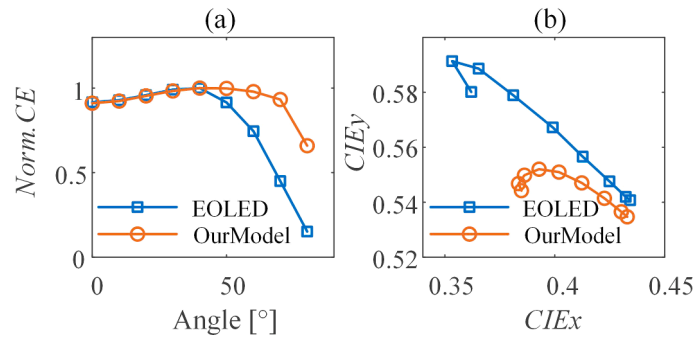 (a)
Norm.CE
1
0.5
0
EOLED
OurModel
0 50
Angle [°]
(b)
CIEy
0.58
0.56
0.54
0.52
EOLED
OurModel
0.35 0.4 0.45
CIEx